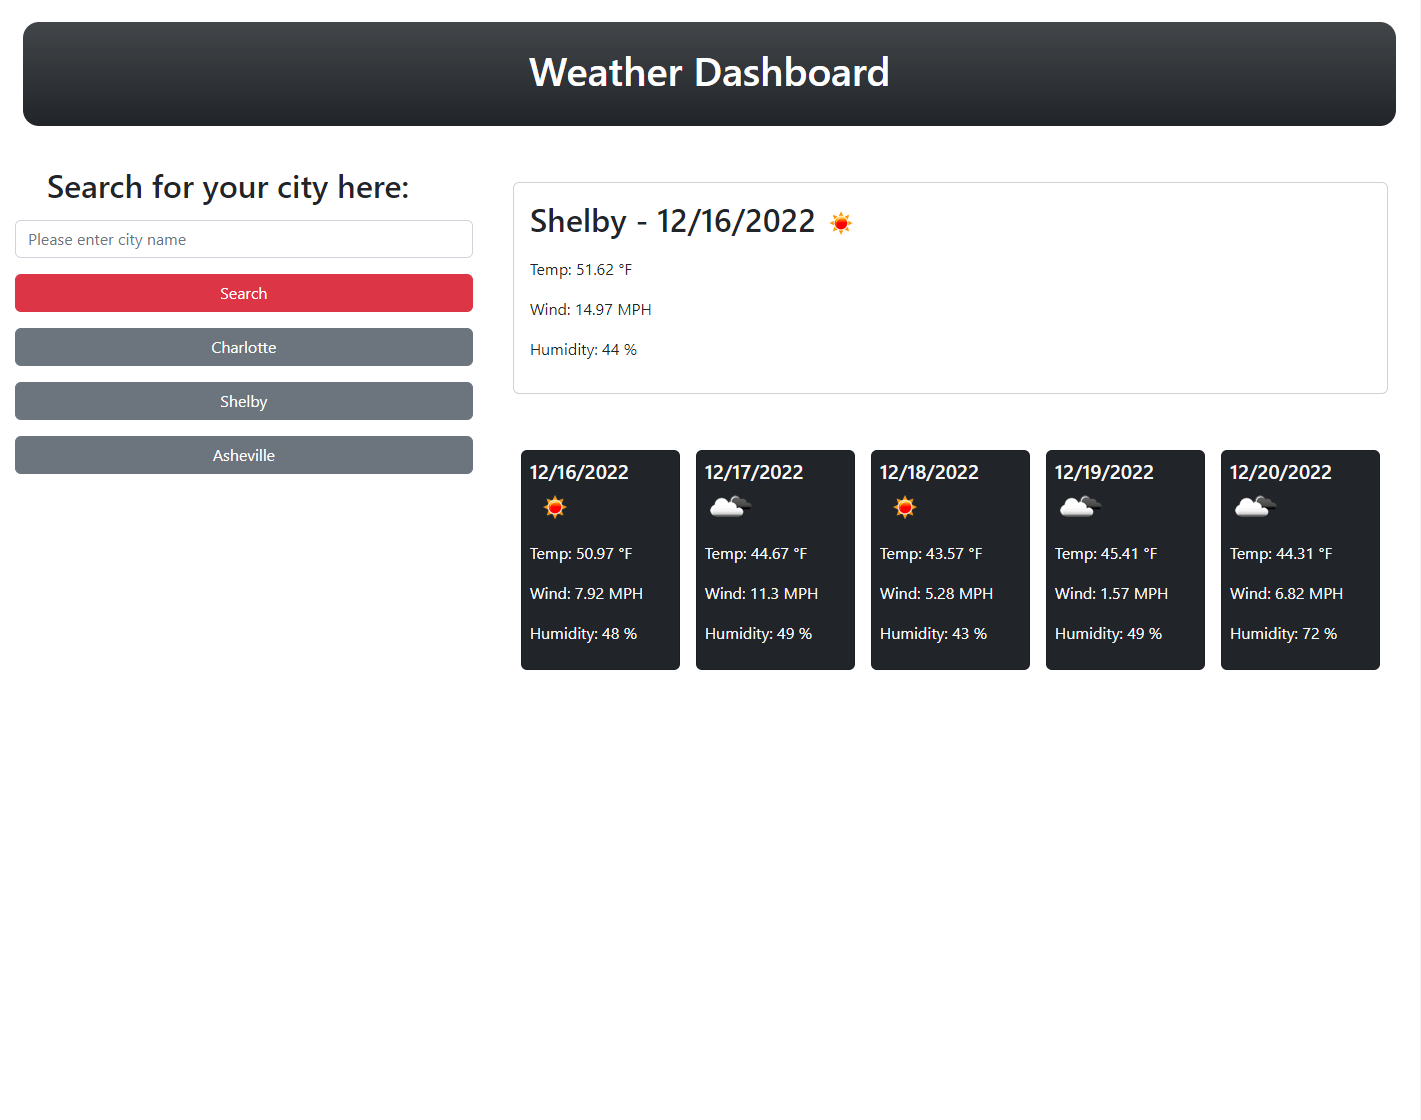 Weather Dashboard
Search for your city here:
Please enter city name
Search
Charlotte
Shelby
Asheville
Shelby - 12/16/2022
Temp: 51.62 °F
Wind: 14.97 MPH
Humidity: 44 %
12/16/2022
Temp: 50.97 °F
Wind: 7.92 MPH
Humidity: 48 %
12/17/2022
Temp: 44.67 °F
Wind: 11.3 MPH
Humidity: 49 %
12/18/2022
Temp: 43.57 °F
Wind: 5.28 MPH
Humidity: 43 %
12/19/2022
Temp: 45.41 °F
Wind: 1.57 MPH
Humidity: 49 %
12/20/2022
Temp: 44.31 °F
Wind: 6.82 MPH
Humidity: 72 %